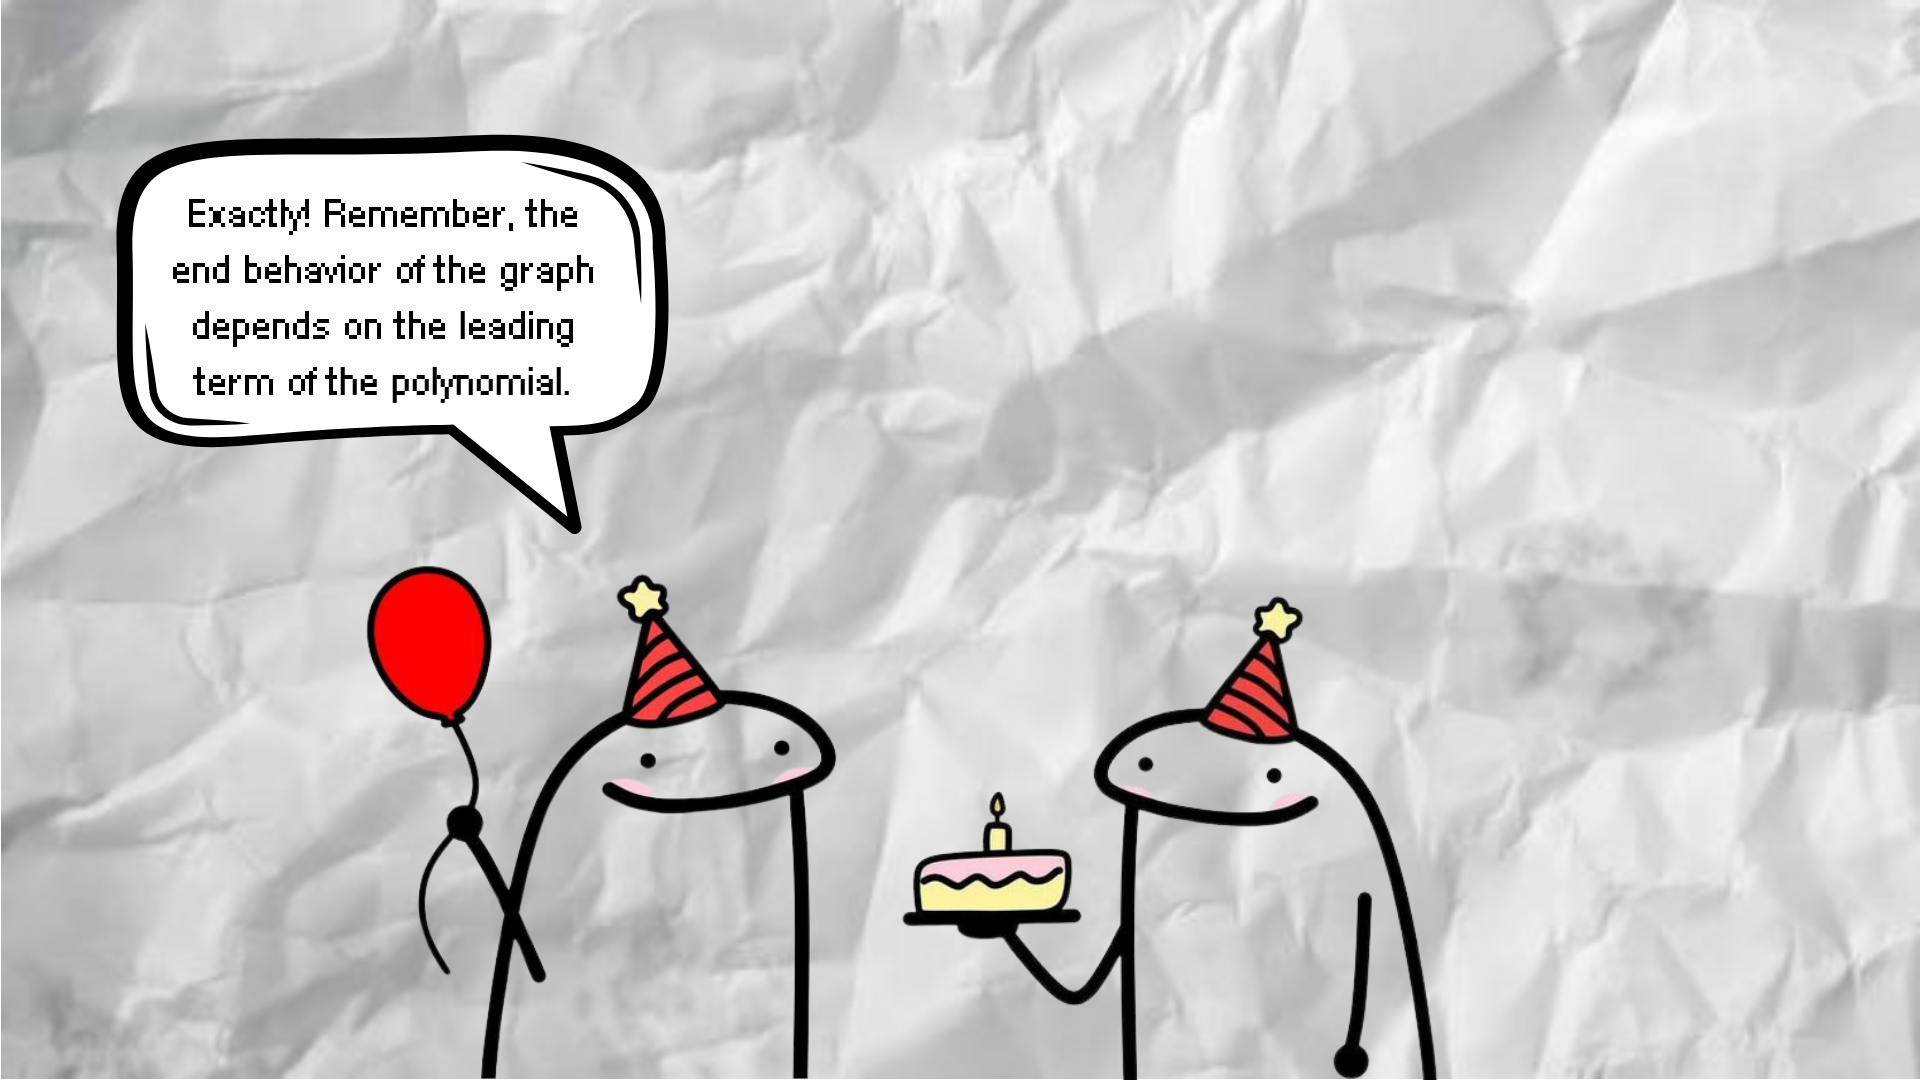 Exactly! Remember, the
end behavior of the graph
depends on the leading
term of the polynomial.